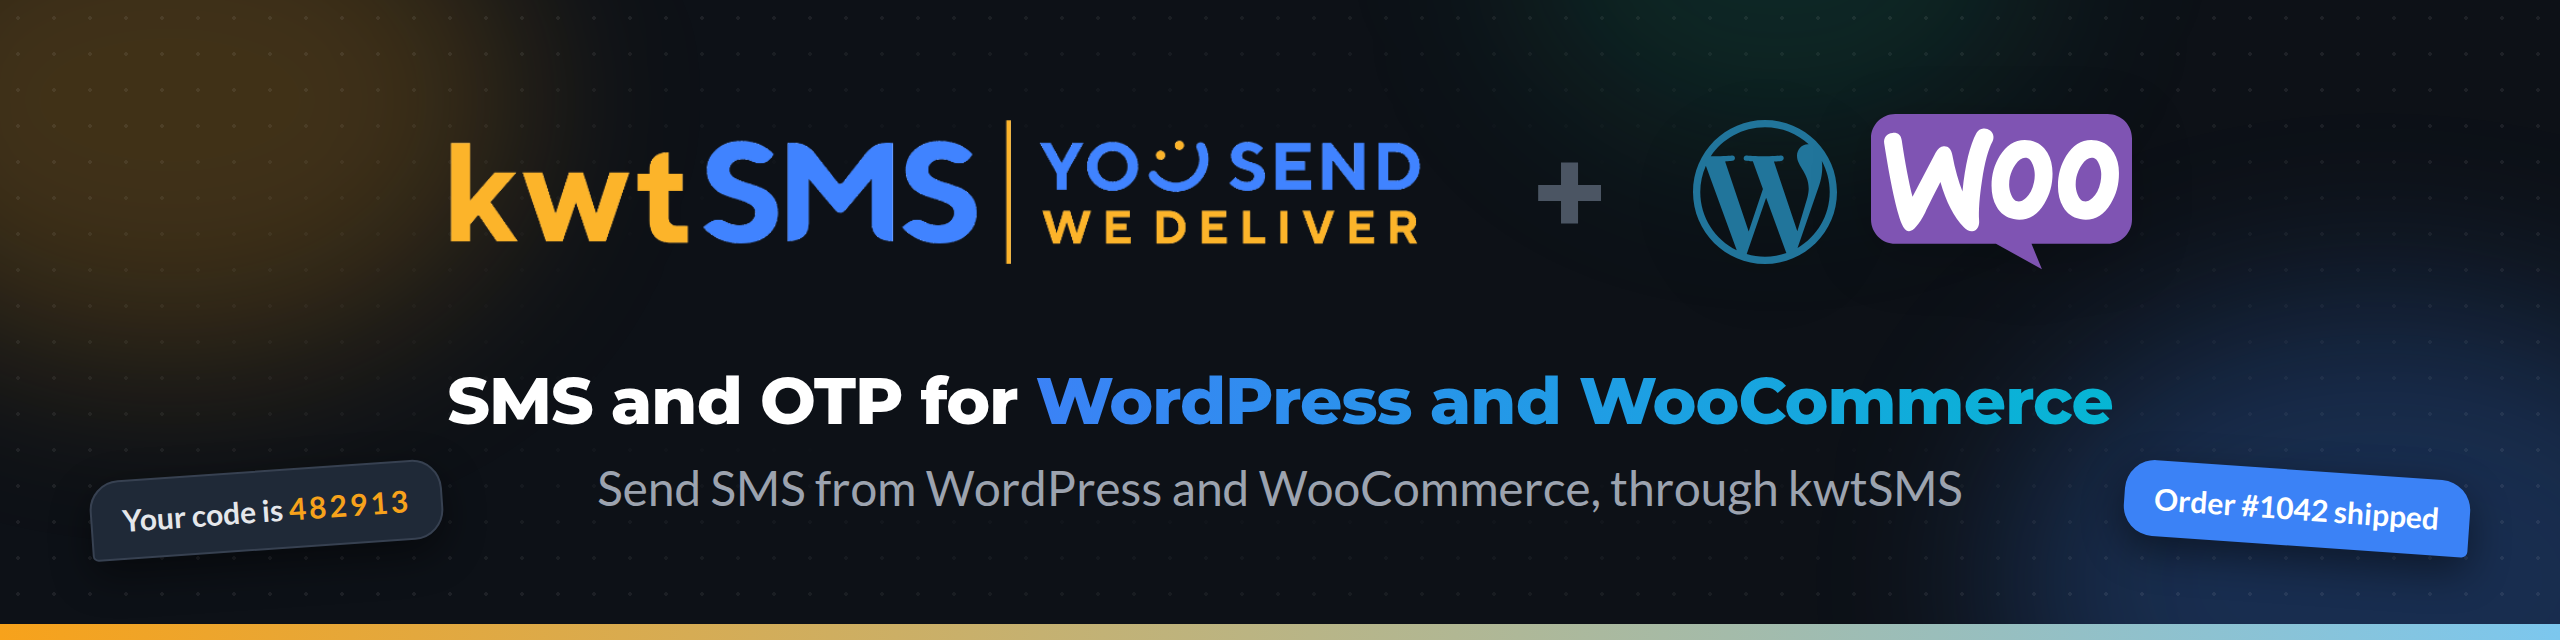 kwtSMS
YOU SEND
WE DELIVER
+
W
WOO
SMS and OTP for WordPress and WooCommerce
Send SMS from WordPress and WooCommerce, through kwtSMS
Your code is 482913
Order #1042 shipped